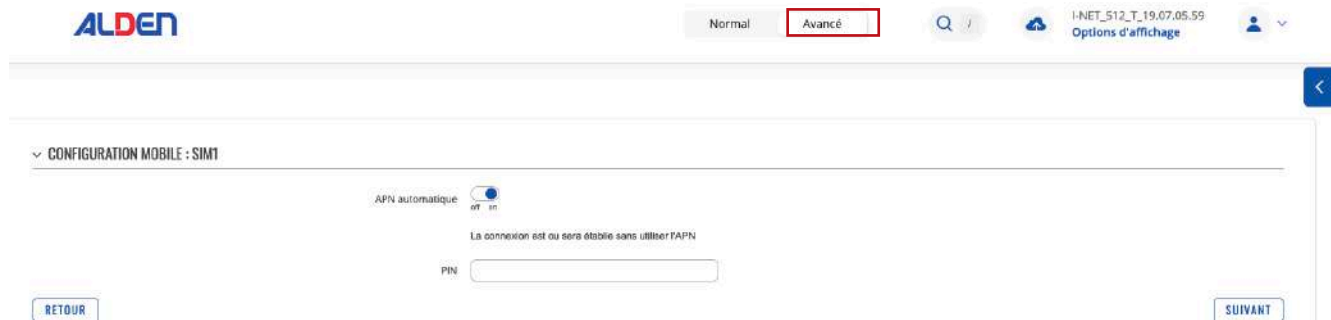 ALDEN
Normal
Avancé
/
I-NET_512_T_19.07.05.59
Options d'affichage
CONFIGURATION MOBILE : SIM1
APN automatique
off on
La connexion est ou sera établie sans utiliser l'APN
PIN
RETOUR
SUIVANT